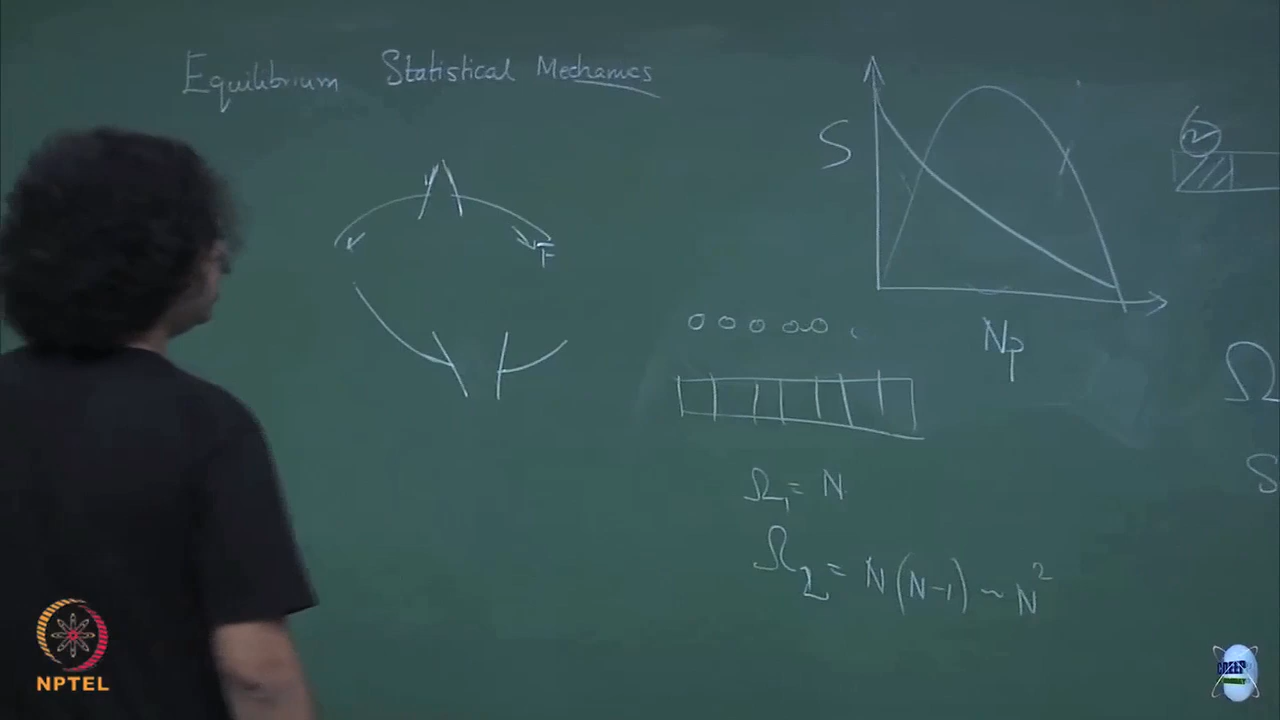 Equilibrium Statistical Mechanics
S
Np
F
Ω₁ = N
Ω₂ = N(N-1) ~ N²
Ω
S
NPTEL